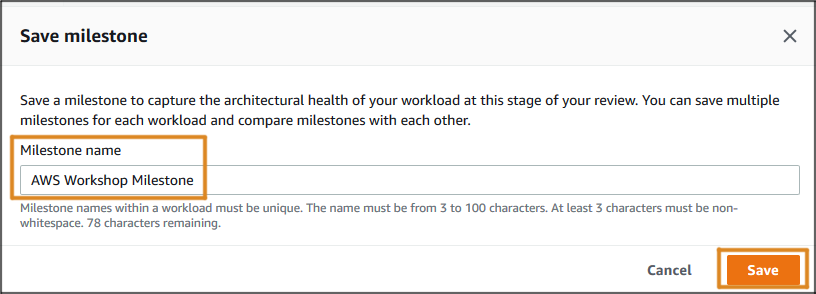 Save milestone
Save a milestone to capture the architectural health of your workload at this stage of your review. You can save multiple
milestones for each workload and compare milestones with each other.
Milestone name
AWS Workshop Milestone
Milestone names within a workload must be unique. The name must be from 3 to 100 characters. At least 3 characters must be non-
whitespace. 78 characters remaining.
Cancel
Save